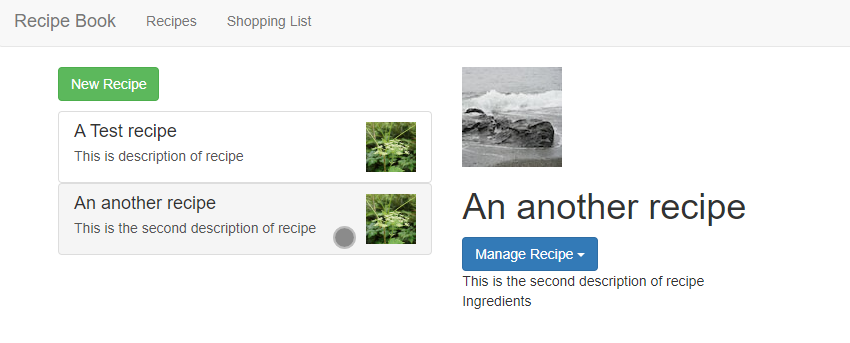 Recipe Book Recipes Shopping List
New Recipe
A Test recipe
This is description of recipe
An another recipe
This is the second description of recipe
An another recipe
Manage Recipe
This is the second description of recipe
Ingredients